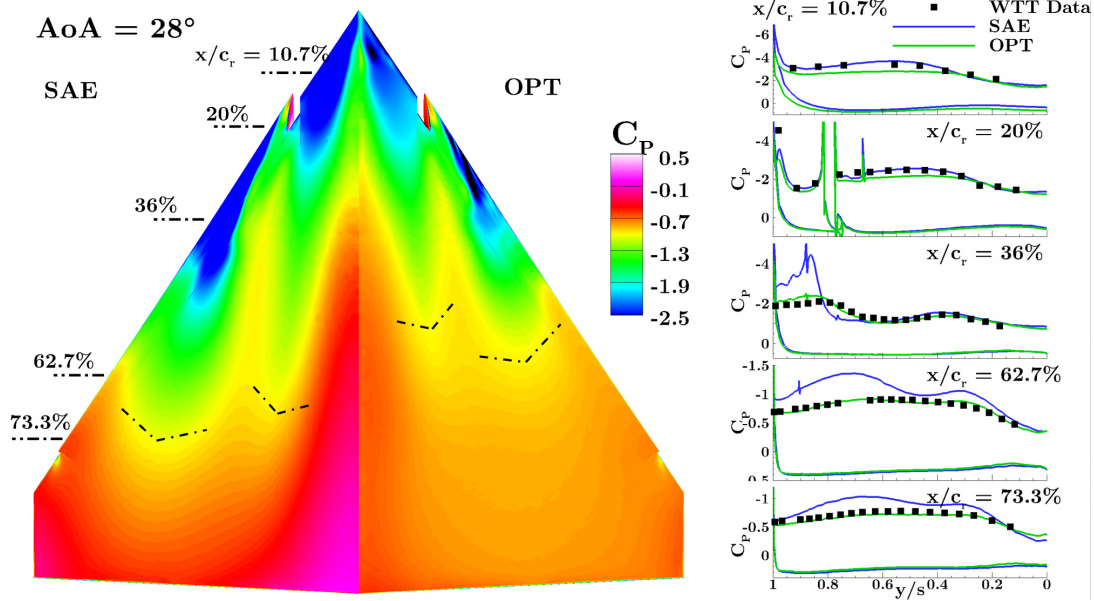 AoA = 28°
SAE
OPT
x/c_r = 10.7%
20%
36%
62.7%
73.3%
C_P
0.5
-0.1
-0.7
-1.3
-1.9
-2.5
x/c_r = 10.7%
WTT Data
SAE
OPT
C_P
-6
-4
-2
0
x/c_r = 20%
C_P
-4
-2
0
x/c_r = 36%
C_P
-4
-2
0
x/c_r = 62.7%
C_P
-1.5
-1
-0.5
0
0.5
x/c_r = 73.3%
C_P
-1
-0.5
0
1 0.8 0.6 0.4 0.2 0
y/s